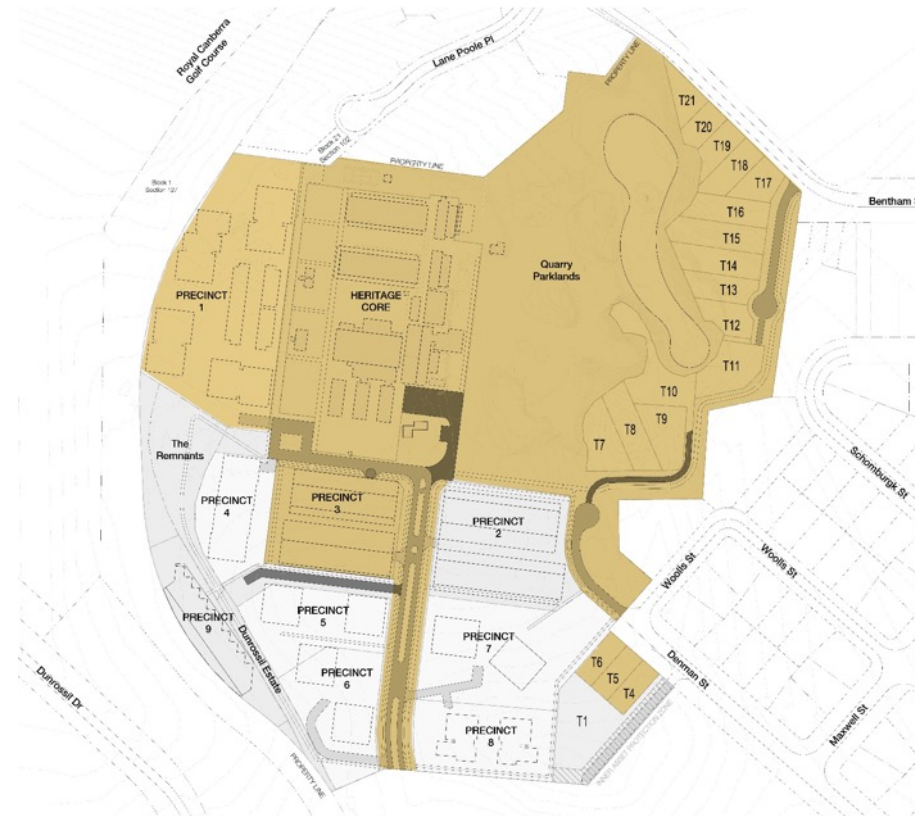 Royal Canberra
Golf Course
Lane Poole Pl
PROPERTY LINE
T21
T20
T19
T18
T17
Block 21
Section 102
PROPERTY LINE
Block 1
Section 127
Bentham S
T16
T15
T14
T13
T12
T11
Quarry
Parklands
PRECINCT
1
HERITAGE
CORE
T10
T9
T8
T7
The
Remnants
Schomburgk St
PRECINCT
4
PRECINCT
3
PRECINCT
2
Woolls St
Woolls St
PRECINCT
9
PRECINCT
5
PRECINCT
7
Dunrossil Estate
Dunrossil Dr
PRECINCT
6
T6
T5
T4
Denman St
T1
Maxwell St
PRECINCT
8
INNER ASSET PROTECTION ZONE
PROPERTY LINE